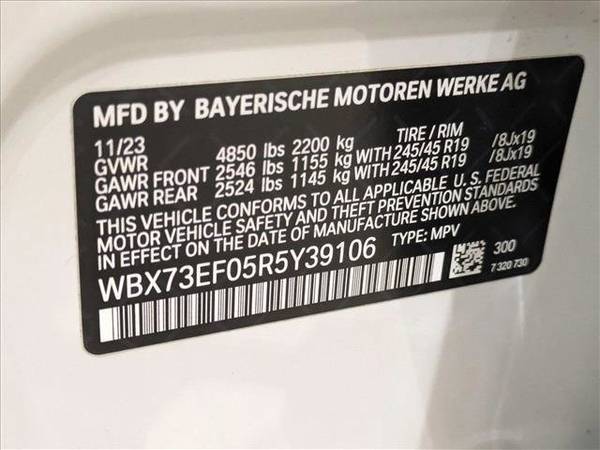 MFD BY BAYERISCHE MOTOREN WERKE AG
11/23 TIRE / RIM
GVWR 4850 lbs 2200 kg
GAWR FRONT 2546 lbs 1155 kg WITH 245/45 R19 /8Jx19
GAWR REAR 2524 lbs 1145 kg WITH 245/45 R19 /8Jx19
THIS VEHICLE CONFORMS TO ALL APPLICABLE U. S. FEDERAL
MOTOR VEHICLE SAFETY AND THEFT PREVENTION STANDARDS
IN EFFECT ON THE DATE OF MANUFACTURE SHOWN ABOVE.
WBX73EF05R5Y39106 TYPE: MPV
300
7 320 730